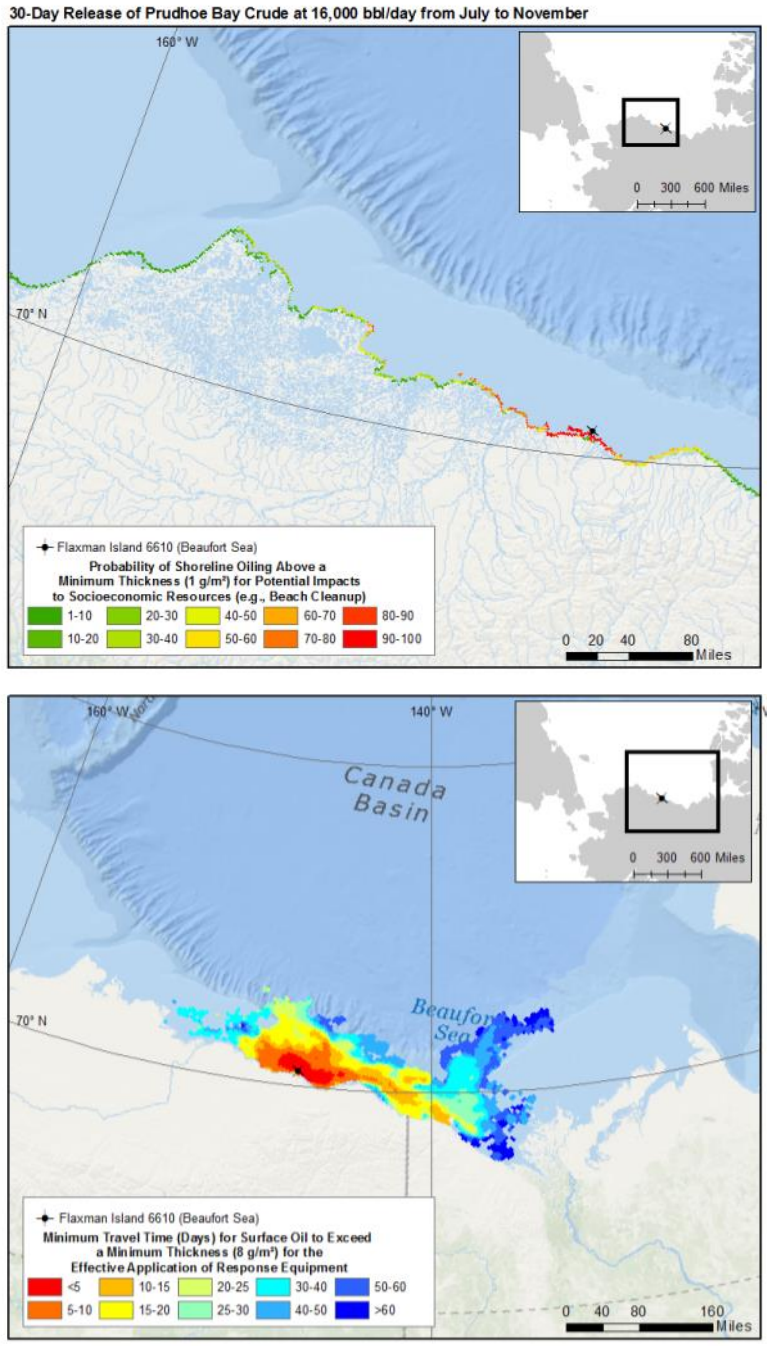 30-Day Release of Prudhoe Bay Crude at 16,000 bbl/day from July to November
160° W
0 300 600 Miles
70° N
Flaxman Island 6610 (Beaufort Sea)
Probability of Shoreline Oiling Above a
Minimum Thickness (1 g/m²) for Potential Impacts
to Socioeconomic Resources (e.g., Beach Cleanup)
1-10 20-30 40-50 60-70 80-90
10-20 30-40 50-60 70-80 90-100
0 20 40 80
Miles
160° W
140° W
Canada
Basin
0 300 600 Miles
Beaufor
Sea
70° N
Flaxman Island 6610 (Beaufort Sea)
Minimum Travel Time (Days) for Surface Oil to Exceed
a Minimum Thickness (8 g/m²) for the
Effective Application of Response Equipment
<5 10-15 20-25 30-40 50-60
5-10 15-20 25-30 40-50 >60
0 40 80 160
Miles